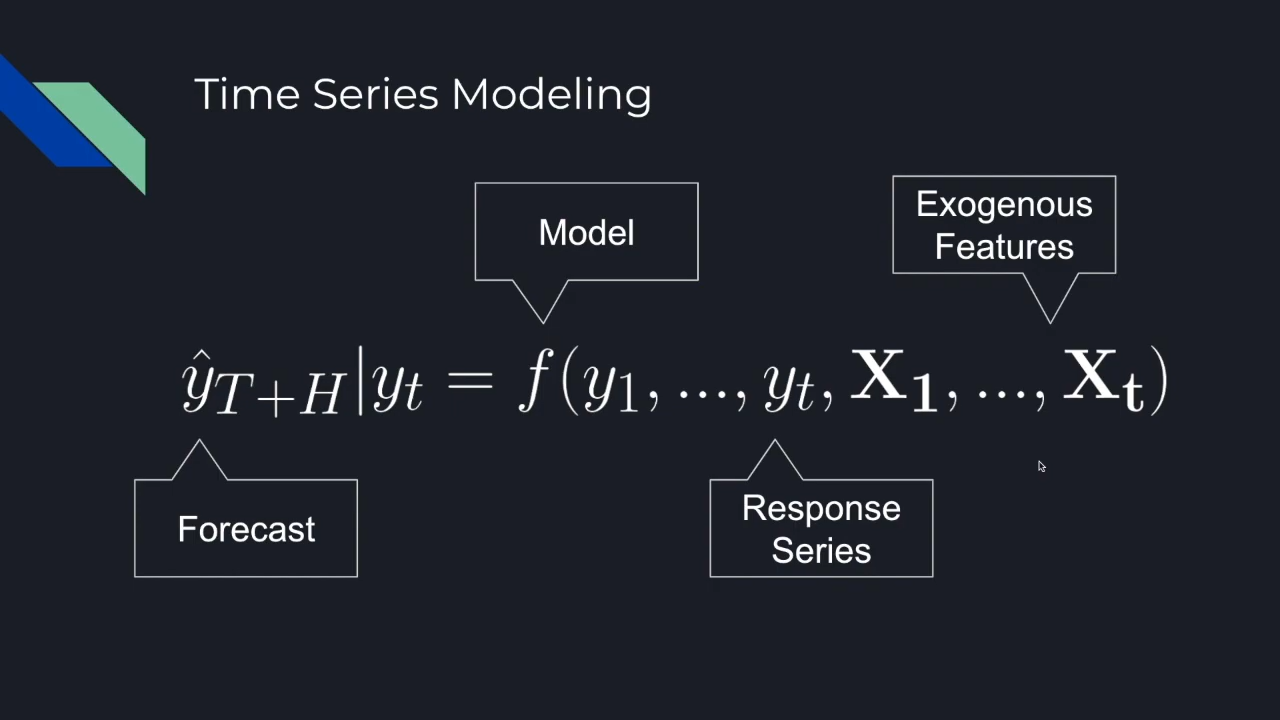 Time Series Modeling
Model
Exogenous
Features
ŷ_{T+H}|y_t = f(y_1, ..., y_t, X_1, ..., X_t)
Forecast
Response
Series